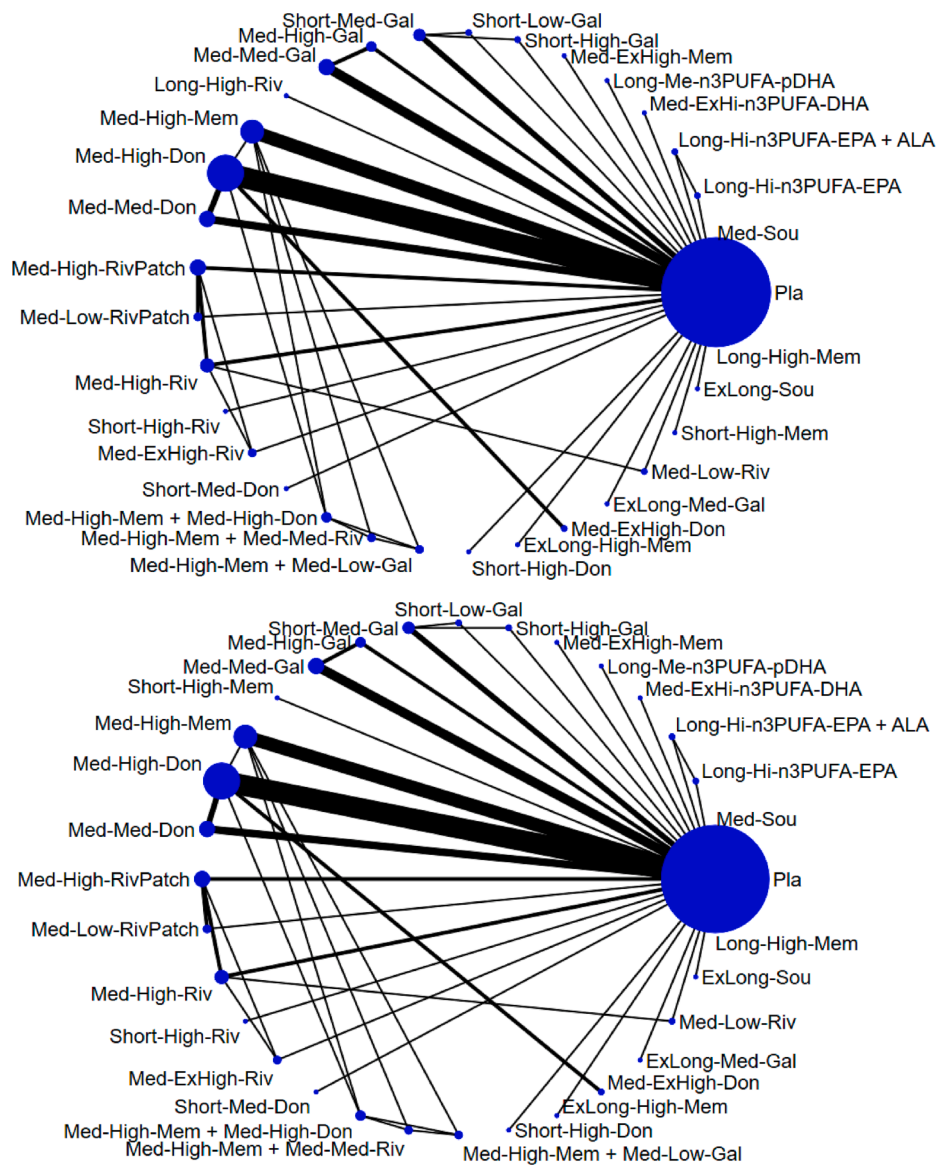 Short-Med-Gal
Short-Low-Gal
Med-High-Gal
Short-High-Gal
Med-Med-Gal
Med-ExHigh-Mem
Long-High-Riv
Long-Me-n3PUFA-pDHA
Med-ExHi-n3PUFA-DHA
Med-High-Mem
Long-Hi-n3PUFA-EPA + ALA
Med-High-Don
Long-Hi-n3PUFA-EPA
Med-Med-Don
Med-Sou
Med-High-RivPatch
Pla
Med-Low-RivPatch
Long-High-Mem
Med-High-Riv
ExLong-Sou
Short-High-Riv
Short-High-Mem
Med-ExHigh-Riv
Med-Low-Riv
Short-Med-Don
ExLong-Med-Gal
Med-High-Mem + Med-High-Don
Med-ExHigh-Don
Med-High-Mem + Med-Med-Riv
ExLong-High-Mem
Med-High-Mem + Med-Low-Gal
Short-High-Don
Short-Low-Gal
Short-Med-Gal
Short-High-Gal
Med-High-Gal
Med-ExHigh-Mem
Med-Med-Gal
Long-Me-n3PUFA-pDHA
Short-High-Mem
Med-ExHi-n3PUFA-DHA
Med-High-Mem
Long-Hi-n3PUFA-EPA + ALA
Med-High-Don
Long-Hi-n3PUFA-EPA
Med-Med-Don
Med-Sou
Med-High-RivPatch
Pla
Med-Low-RivPatch
Long-High-Mem
Med-High-Riv
ExLong-Sou
Short-High-Riv
Med-Low-Riv
Med-ExHigh-Riv
ExLong-Med-Gal
Short-Med-Don
Med-ExHigh-Don
Med-High-Mem + Med-High-Don
ExLong-High-Mem
Med-High-Mem + Med-Med-Riv
Short-High-Don
Med-High-Mem + Med-Low-Gal